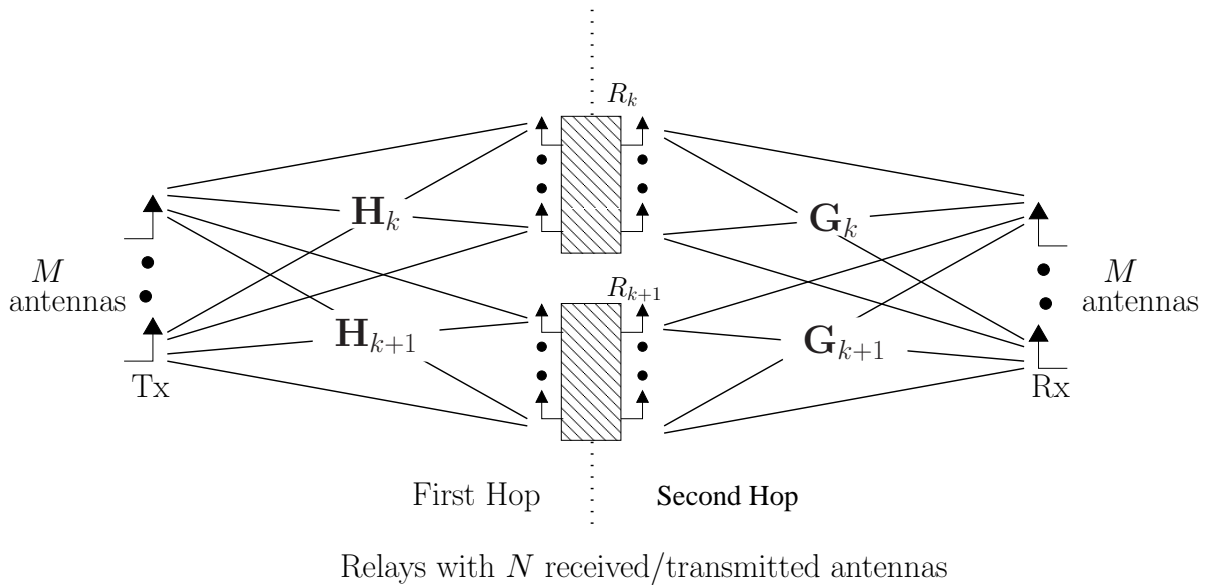 R_k
H_k
G_k
M
antennas
M
antennas
R_{k+1}
H_{k+1}
G_{k+1}
Tx
Rx
First Hop
Second Hop
Relays with N received/transmitted antennas